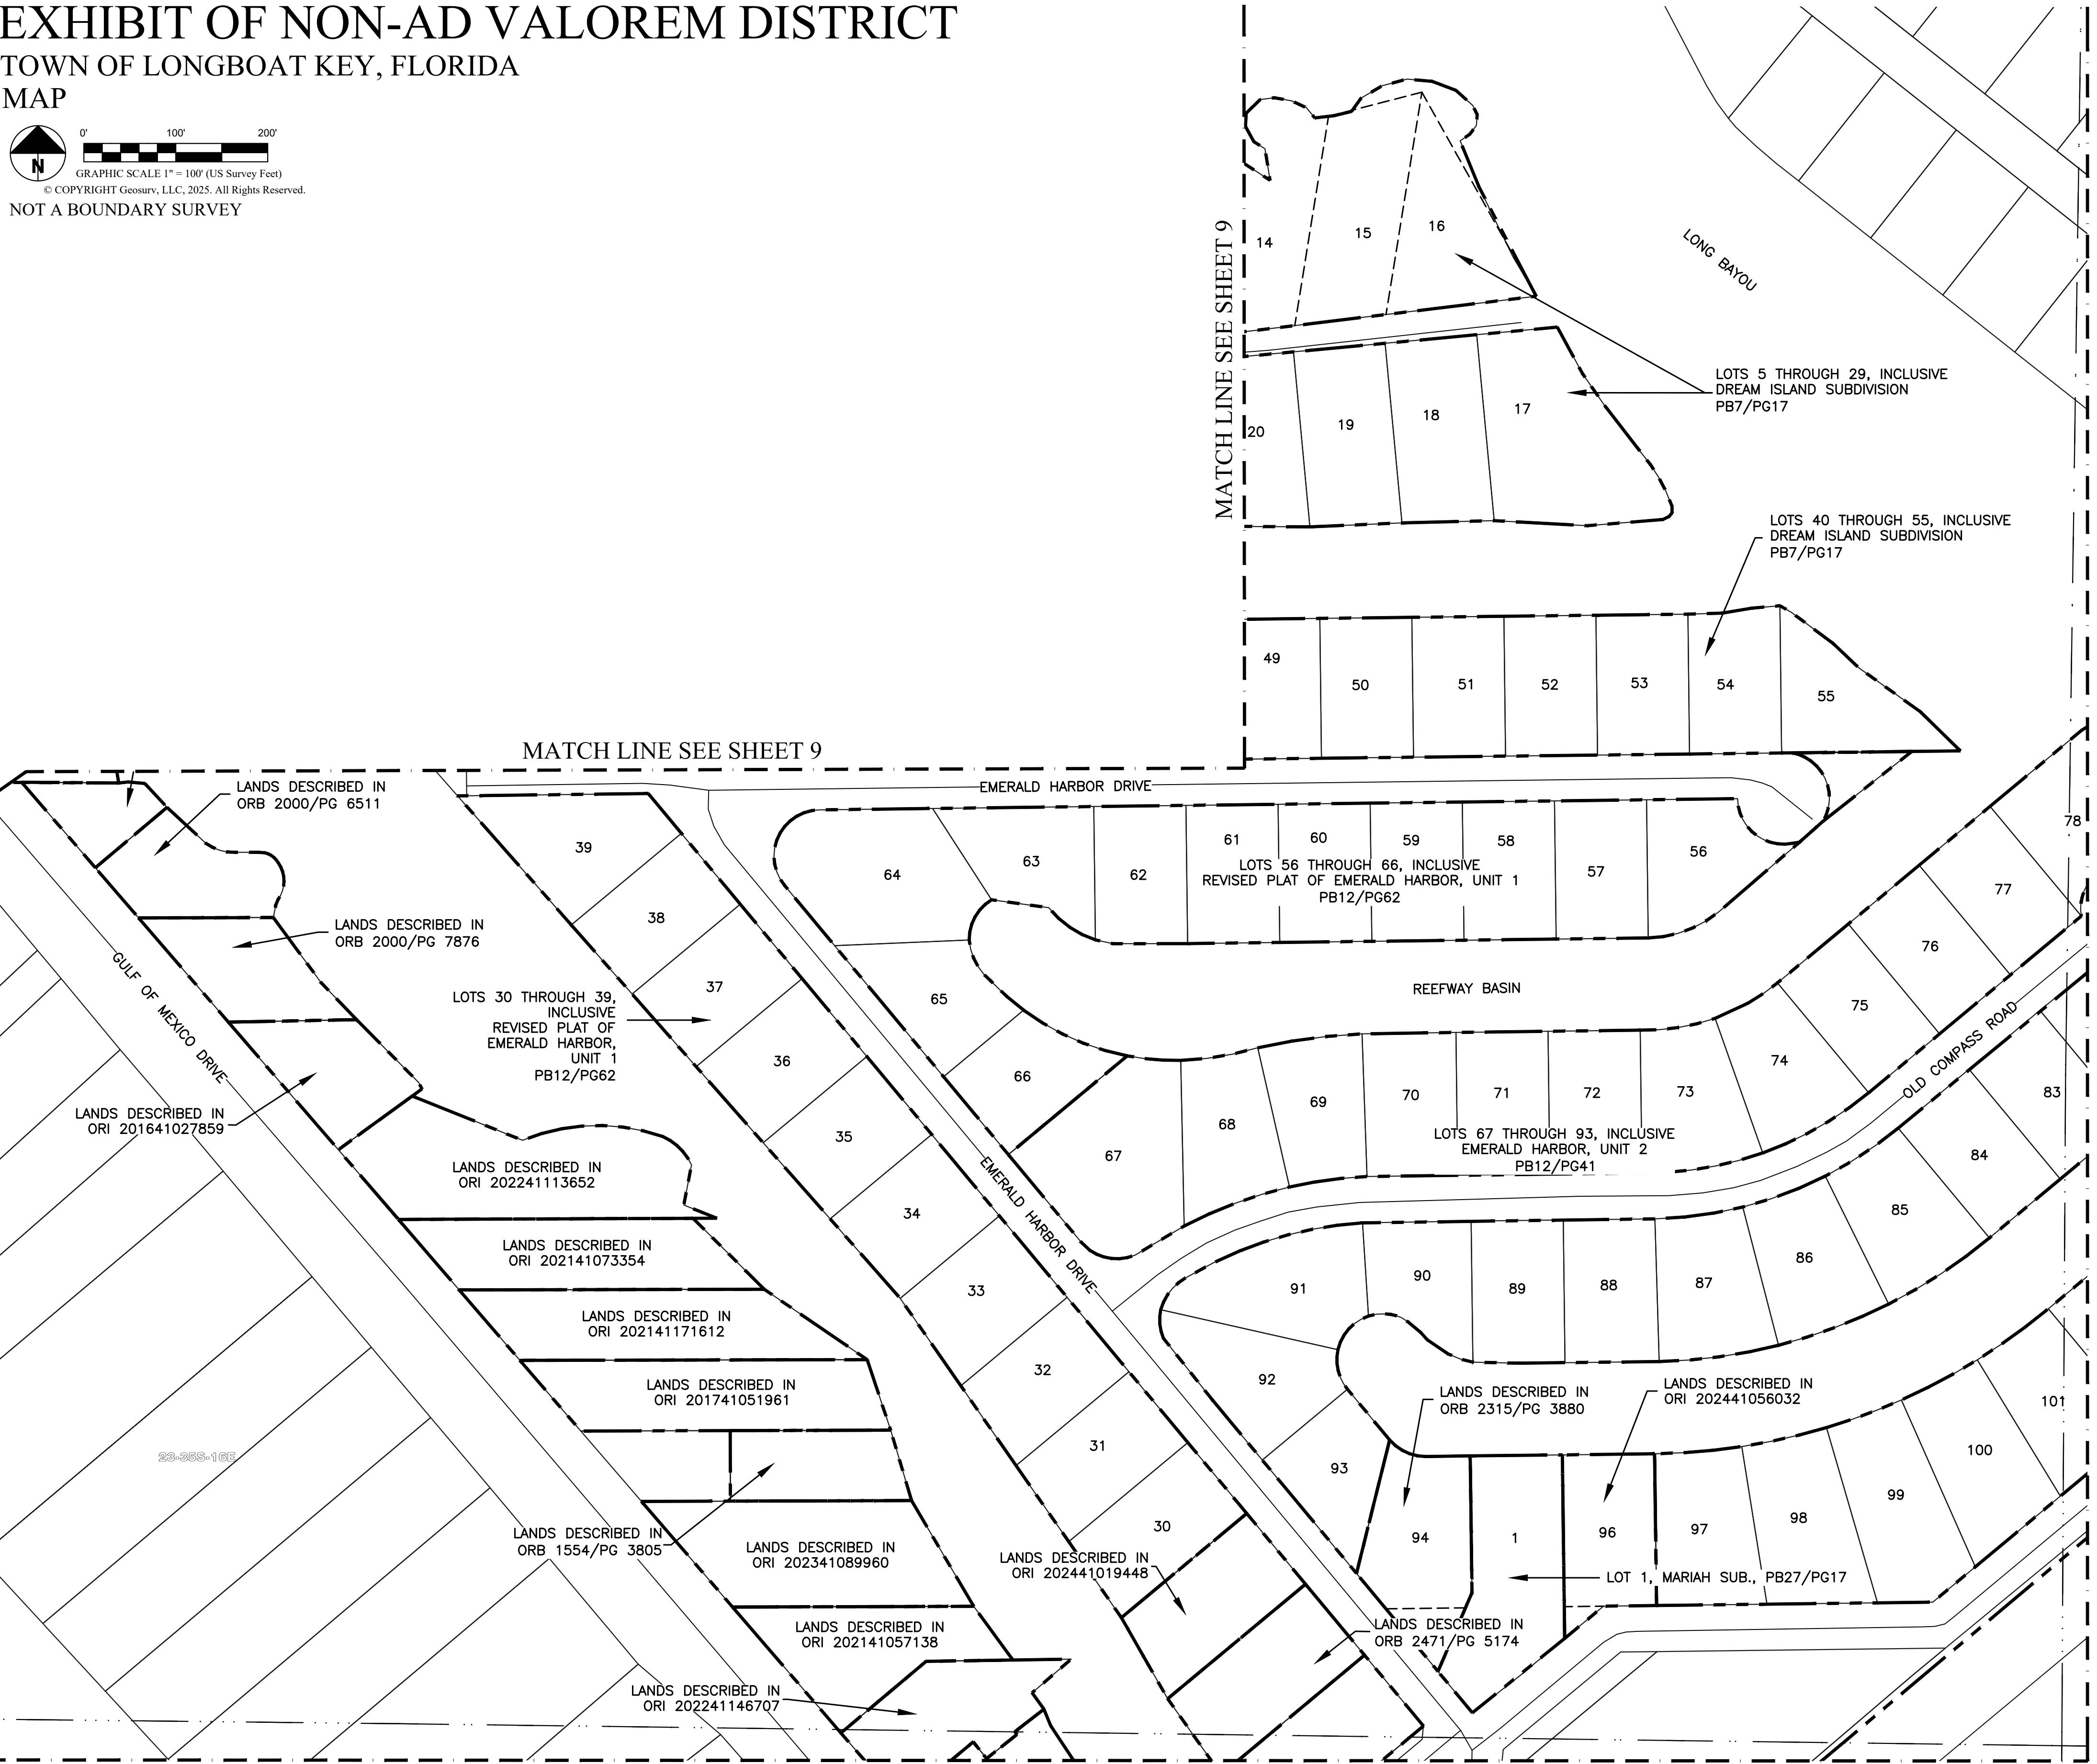 EXHIBIT OF NON-AD VALOREM DISTRICT
TOWN OF LONGBOAT KEY, FLORIDA
MAP
N
0' 100' 200'
GRAPHIC SCALE 1" = 100' (US Survey Feet)
© COPYRIGHT Geosurv, LLC, 2025. All Rights Reserved.
NOT A BOUNDARY SURVEY
MATCH LINE SEE SHEET 9
14
15
16
LONG BAYOU
LOTS 5 THROUGH 29, INCLUSIVE
DREAM ISLAND SUBDIVISION
PB7/PG17
20
19
18
17
LOTS 40 THROUGH 55, INCLUSIVE
DREAM ISLAND SUBDIVISION
PB7/PG17
49
50
51
52
53
54
55
MATCH LINE SEE SHEET 9
EMERALD HARBOR DRIVE
LANDS DESCRIBED IN
ORB 2000/PG 6511
LANDS DESCRIBED IN
ORB 2000/PG 7876
GULF OF MEXICO DRIVE
LOTS 30 THROUGH 39,
INCLUSIVE
REVISED PLAT OF
EMERALD HARBOR,
UNIT 1
PB12/PG62
39
38
37
36
35
34
33
32
31
30
64
63
62
61
60
59
58
57
56
LOTS 56 THROUGH 66, INCLUSIVE
REVISED PLAT OF EMERALD HARBOR, UNIT 1
PB12/PG62
65
66
REEFWAY BASIN
78
77
76
75
74
73
72
71
70
69
68
67
LOTS 67 THROUGH 93, INCLUSIVE
EMERALD HARBOR, UNIT 2
PB12/PG41
OLD COMPASS ROAD
EMERALD HARBOR DRIVE
83
84
85
86
87
88
89
90
91
92
93
LANDS DESCRIBED IN
ORI 201641027859
LANDS DESCRIBED IN
ORI 202241113652
LANDS DESCRIBED IN
ORI 202141073354
LANDS DESCRIBED IN
ORI 202141171612
LANDS DESCRIBED IN
ORI 201741051961
23-35S-16E
LANDS DESCRIBED IN
ORB 1554/PG 3805
LANDS DESCRIBED IN
ORI 202341089960
LANDS DESCRIBED IN
ORI 202141057138
LANDS DESCRIBED IN
ORI 202241146707
LANDS DESCRIBED IN
ORI 202441019448
LANDS DESCRIBED IN
ORB 2315/PG 3880
LANDS DESCRIBED IN
ORI 202441056032
94
1
96
97
98
99
100
101
LOT 1, MARIAH SUB., PB27/PG17
LANDS DESCRIBED IN
ORB 2471/PG 5174